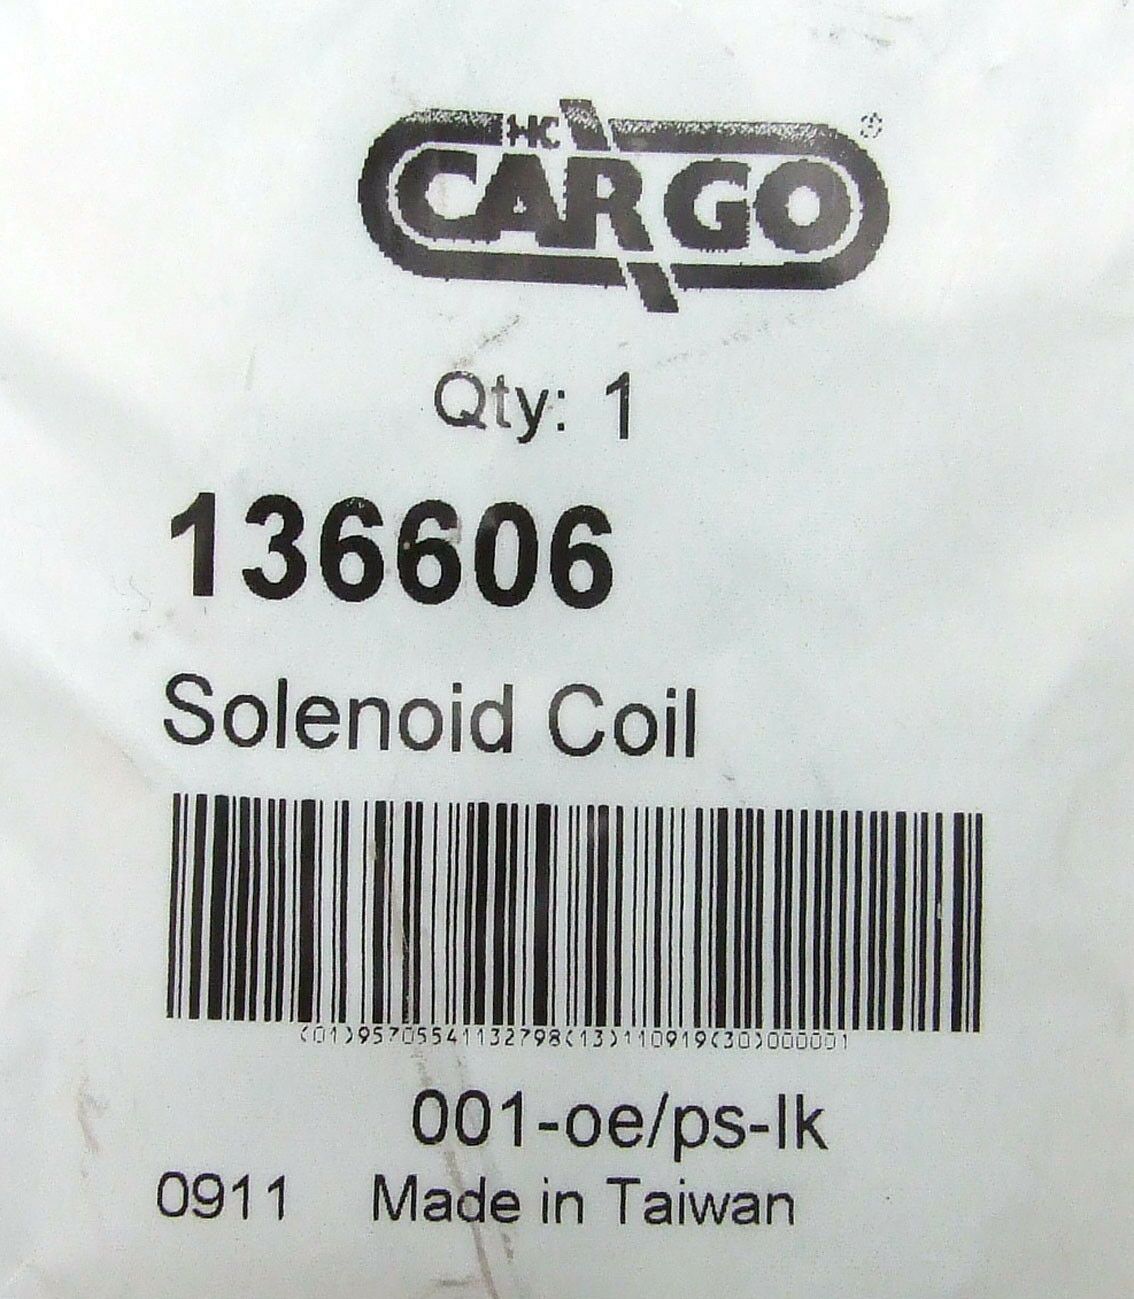 HC
CARGO®
Qty: 1
136606
Solenoid Coil
(01)95705541132798(13)110919(30)000001
001-oe/ps-lk
0911 Made in Taiwan